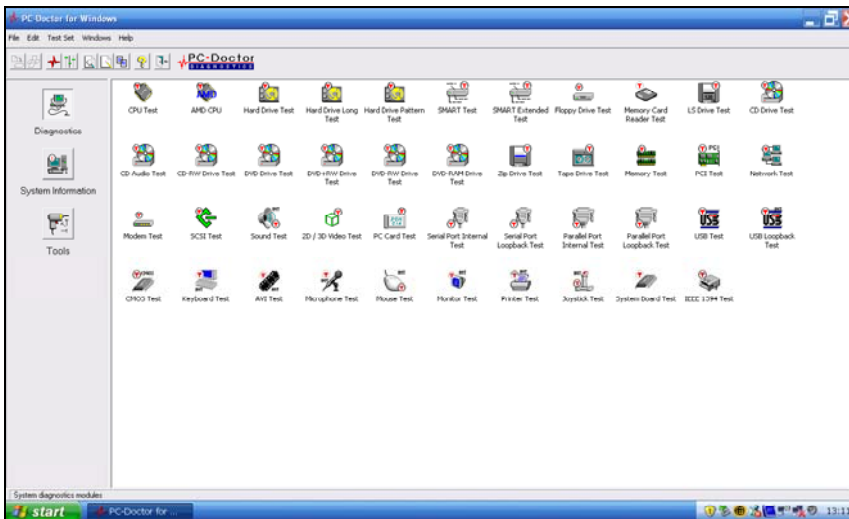 PC-Doctor for Windows
File Edit Test Set Windows Help
PC-Doctor
DIAGNOSTICS
Diagnostics
System Information
Tools
CPU Test
AMD CPU
Hard Drive Test
Hard Drive Long
Test
Hard Drive Pattern
Test
SMART Test
SMART Extended
Test
Floppy Drive Test
Memory Card
Reader Test
LS Drive Test
CD Drive Test
CD Audio Test
CD-RW Drive Test
DVD Drive Test
DVD+RW Drive
Test
DVD-RW Drive
Test
DVD-RAM Drive
Test
Zip Drive Test
Tape Drive Test
Memory Test
PCI Test
Network Test
Modem Test
SCSI Test
Sound Test
2D / 3D Video Test
PC Card Test
Serial Port Internal
Test
Serial Port
Loopback Test
Parallel Port
Internal Test
Parallel Port
Loopback Test
USB Test
USB Loopback
Test
CMOS Test
Keyboard Test
AVI Test
Microphone Test
Mouse Test
Monitor Test
Printer Test
Joystick Test
System Board Test
IEEE 1394 Test
System diagnostics modules
start
PC-Doctor for ...
13:11